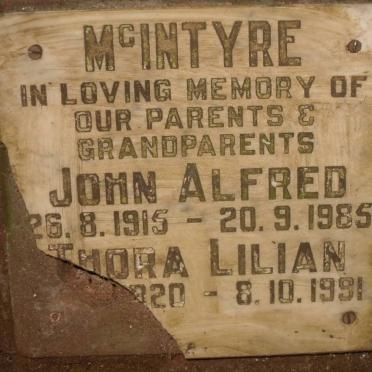 McINTYRE
IN LOVING MEMORY OF
OUR PARENTS &
GRANDPARENTS
JOHN ALFRED
26. 8. 1915 - 20. 9. 1985
THORA LILIAN
920 - 8. 10. 1991